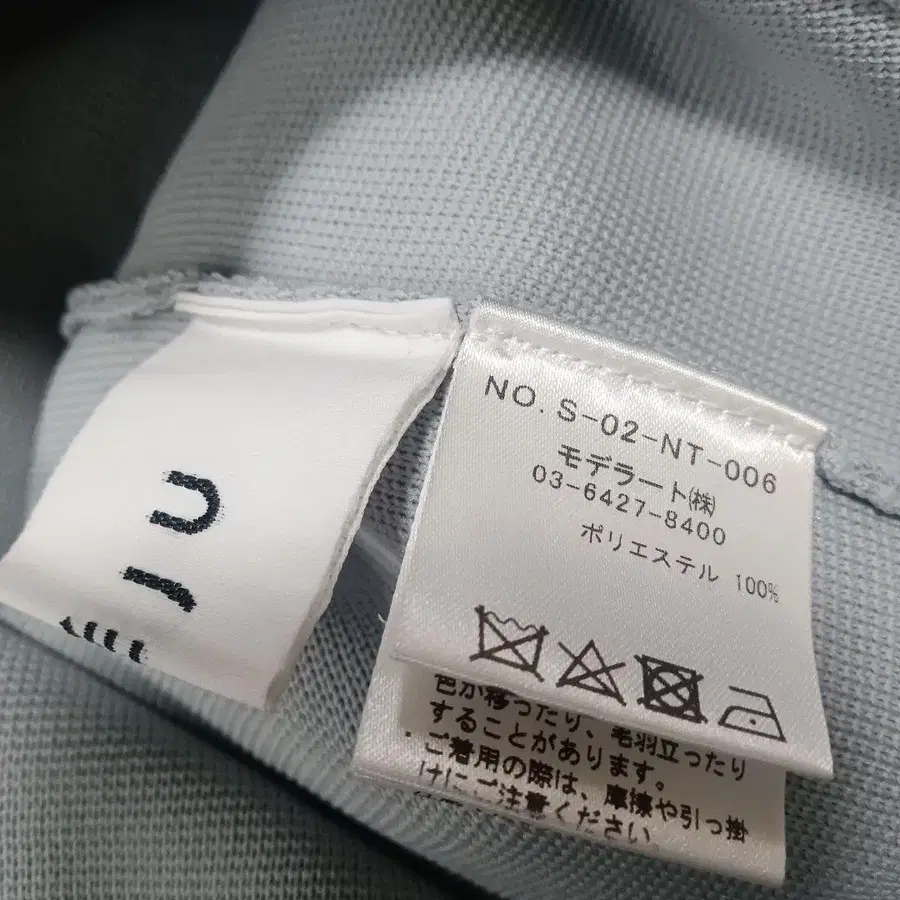 NO. S-02-NT-006
モデラート㈱
03-6427-8400
ポリエステル 100%
色が移ったり、毛羽立ったり
することがあります。
・ご着用の際は、摩擦や引っ掛
けにご注意ください